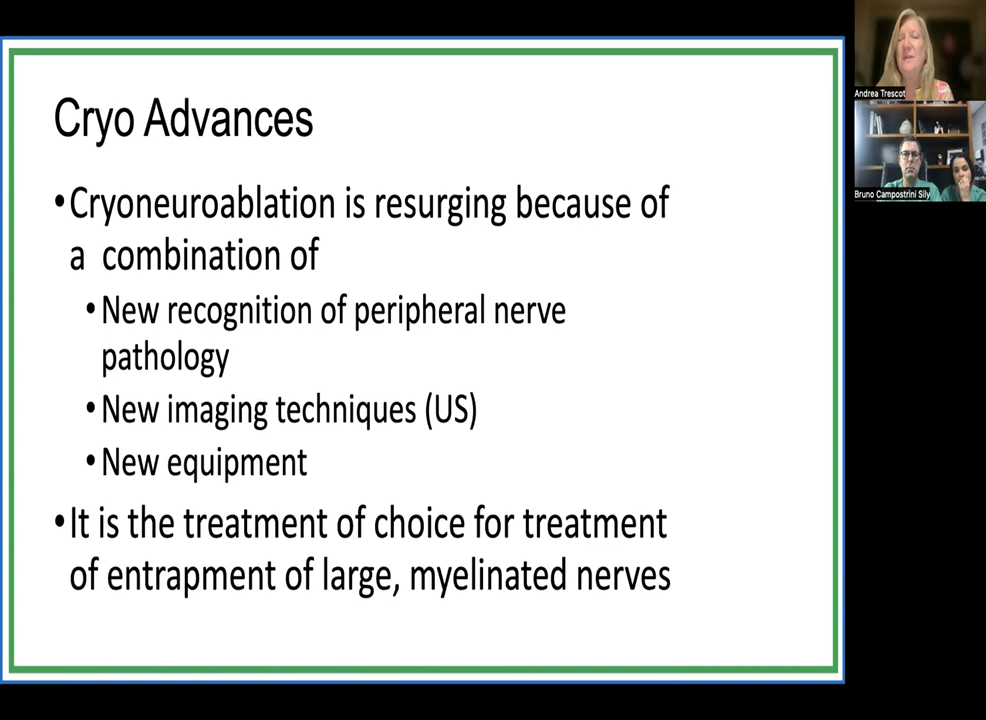 Cryo Advances
•Cryoneuroablation is resurging because of
a combination of
•New recognition of peripheral nerve
pathology
•New imaging techniques (US)
•New equipment
•It is the treatment of choice for treatment
of entrapment of large, myelinated nerves
Andrea Trescot
Bruno Campostrini Sily